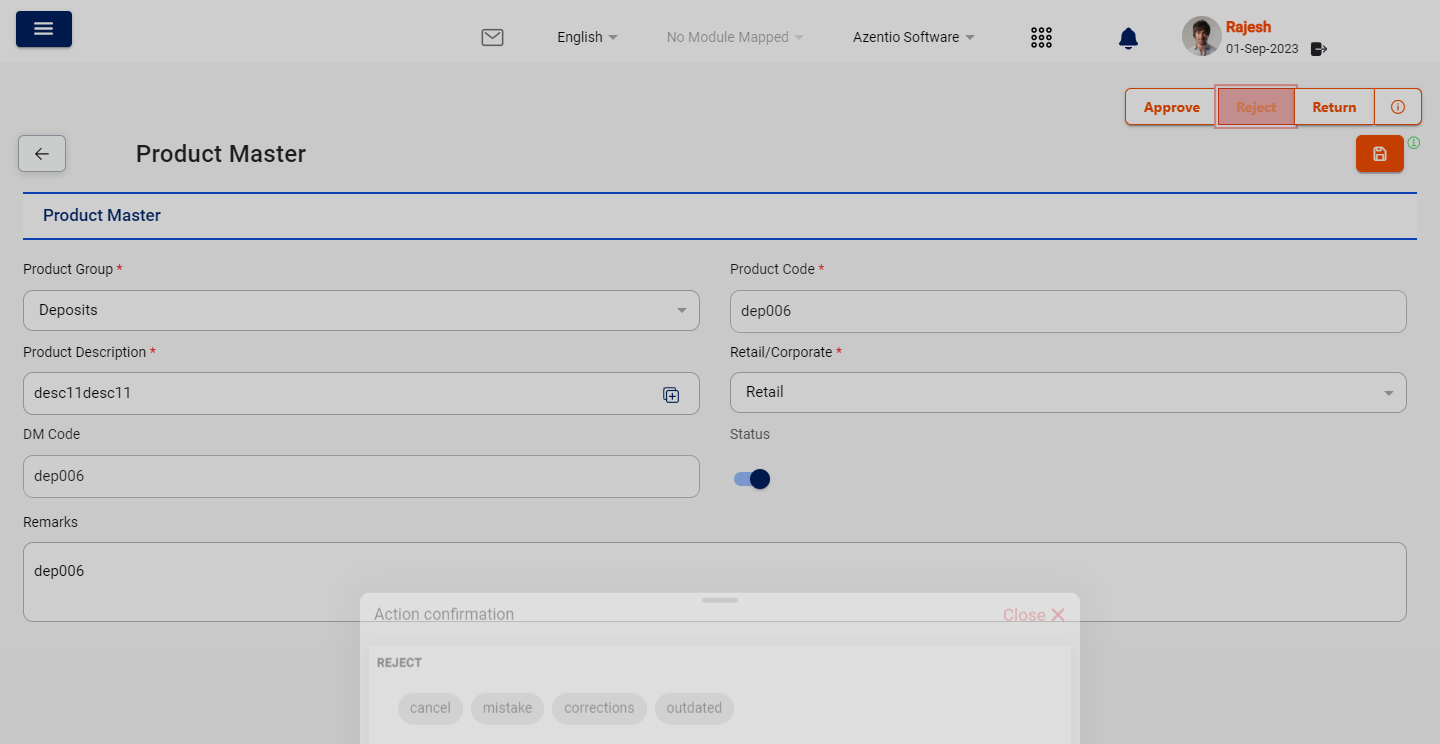 English
No Module Mapped
Azentio Software
Rajesh
01-Sep-2023
Approve
Reject
Return
Product Master
Product Master
Product Group *
Product Code *
Deposits
dep006
Product Description *
Retail/Corporate *
desc11desc11
Retail
DM Code
Status
dep006
Remarks
dep006
Action confirmation
Close
REJECT
cancel
mistake
corrections
outdated